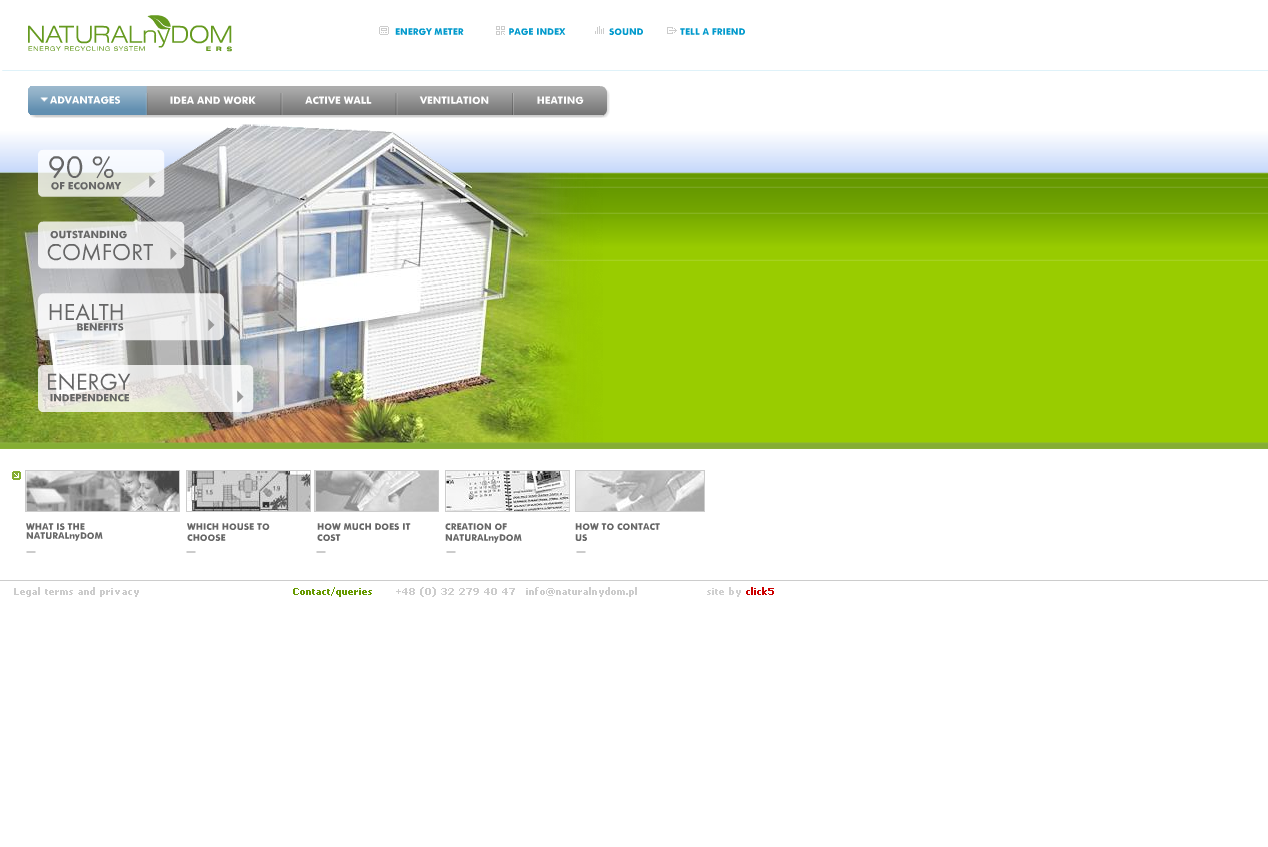 NATURALnyDOM
ENERGY RECYCLING SYSTEM
ERS
ENERGY METER
PAGE INDEX
SOUND
TELL A FRIEND
ADVANTAGES
IDEA AND WORK
ACTIVE WALL
VENTILATION
HEATING
90 %
OF ECONOMY
OUTSTANDING
COMFORT
HEALTH
BENEFITS
ENERGY
INDEPENDENCE
WHAT IS THE
NATURALnyDOM
WHICH HOUSE TO
CHOOSE
HOW MUCH DOES IT
COST
CREATION OF
NATURALnyDOM
HOW TO CONTACT
US
Legal terms and privacy
Contact/queries
+48 (0) 32 279 40 47
info@naturalnydom.pl
site by click5